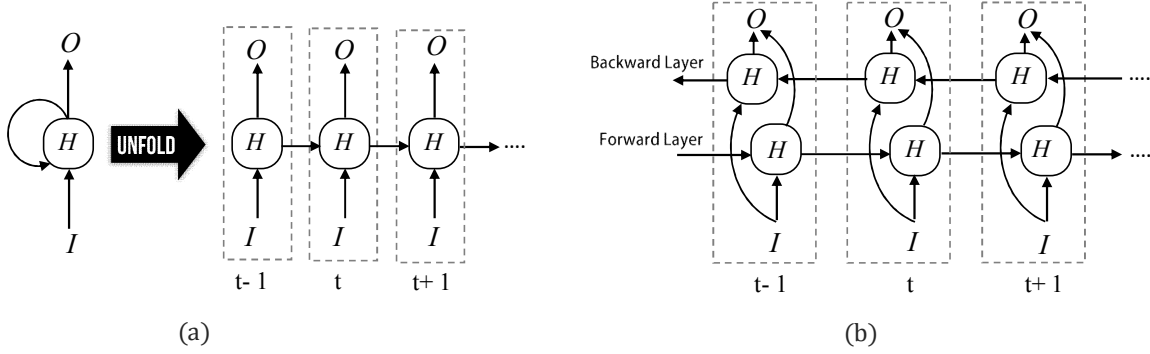 O
H
I
UNFOLD
O O O
H H H ....
I I I
t- 1 t t+ 1
(a)
O O O
Backward Layer H H H ....
Forward Layer H H H ....
I I I
t- 1 t t+ 1
(b)